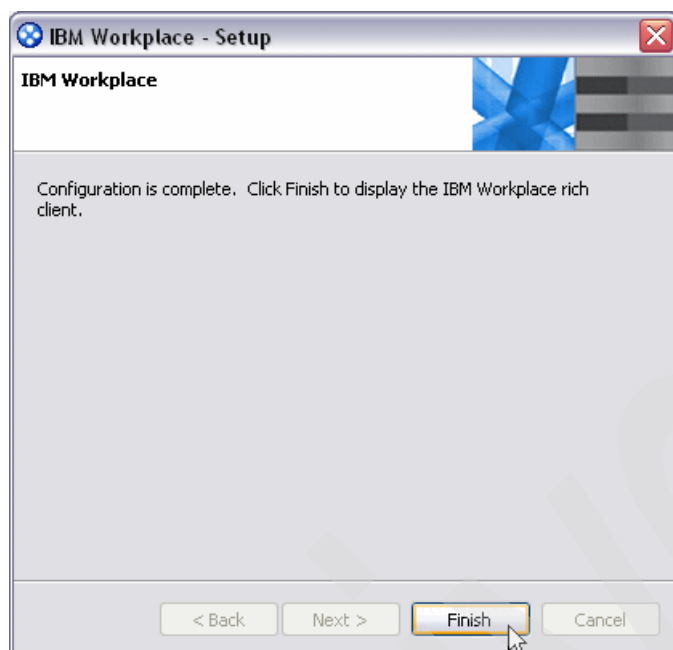 IBM Workplace - Setup
IBM Workplace
Configuration is complete. Click Finish to display the IBM Workplace rich
client.
< Back Next > Finish Cancel